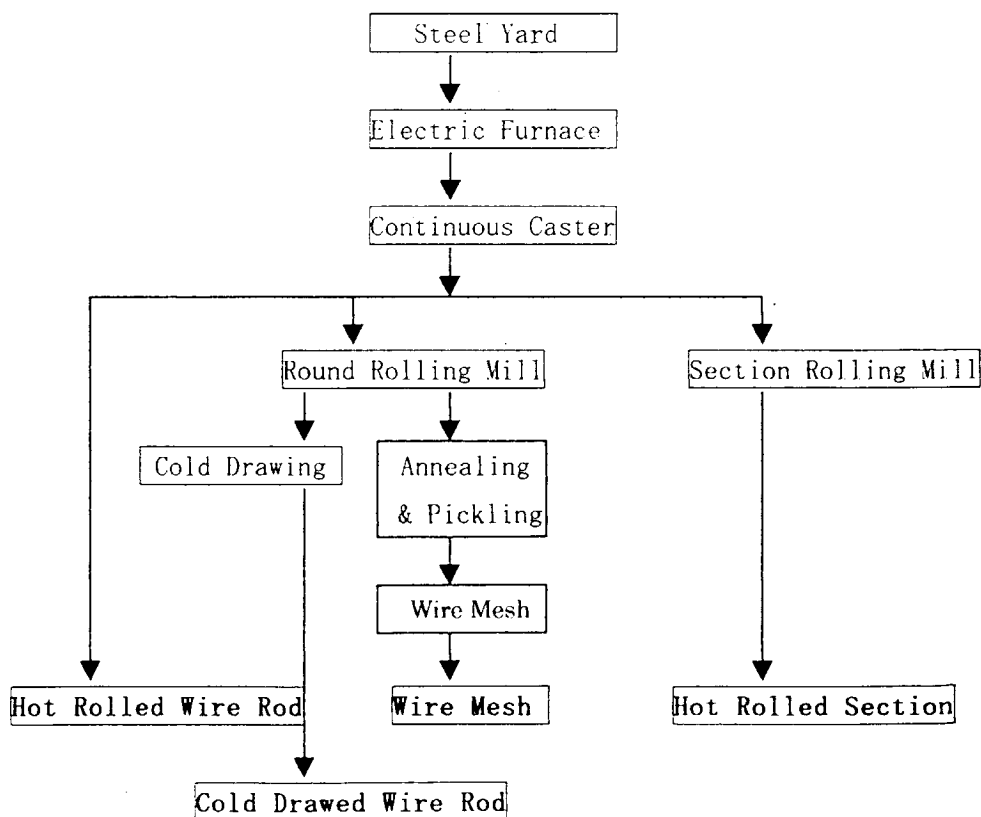 Steel Yard
Electric Furnace
Continuous Caster
Round Rolling Mill
Section Rolling Mill
Cold Drawing
Annealing
& Pickling
Wire Mesh
Hot Rolled Wire Rod
Wire Mesh
Hot Rolled Section
Cold Drawed Wire Rod